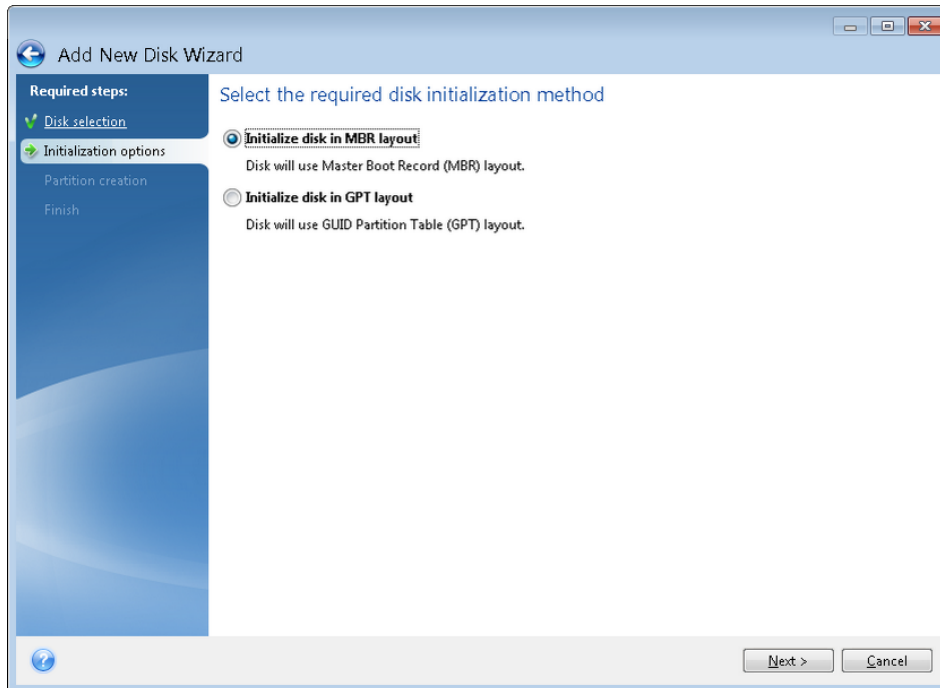 Add New Disk Wizard
Required steps:
Disk selection
Initialization options
Partition creation
Finish
Select the required disk initialization method
Initialize disk in MBR layout
Disk will use Master Boot Record (MBR) layout.
Initialize disk in GPT layout
Disk will use GUID Partition Table (GPT) layout.
?
Next >
Cancel